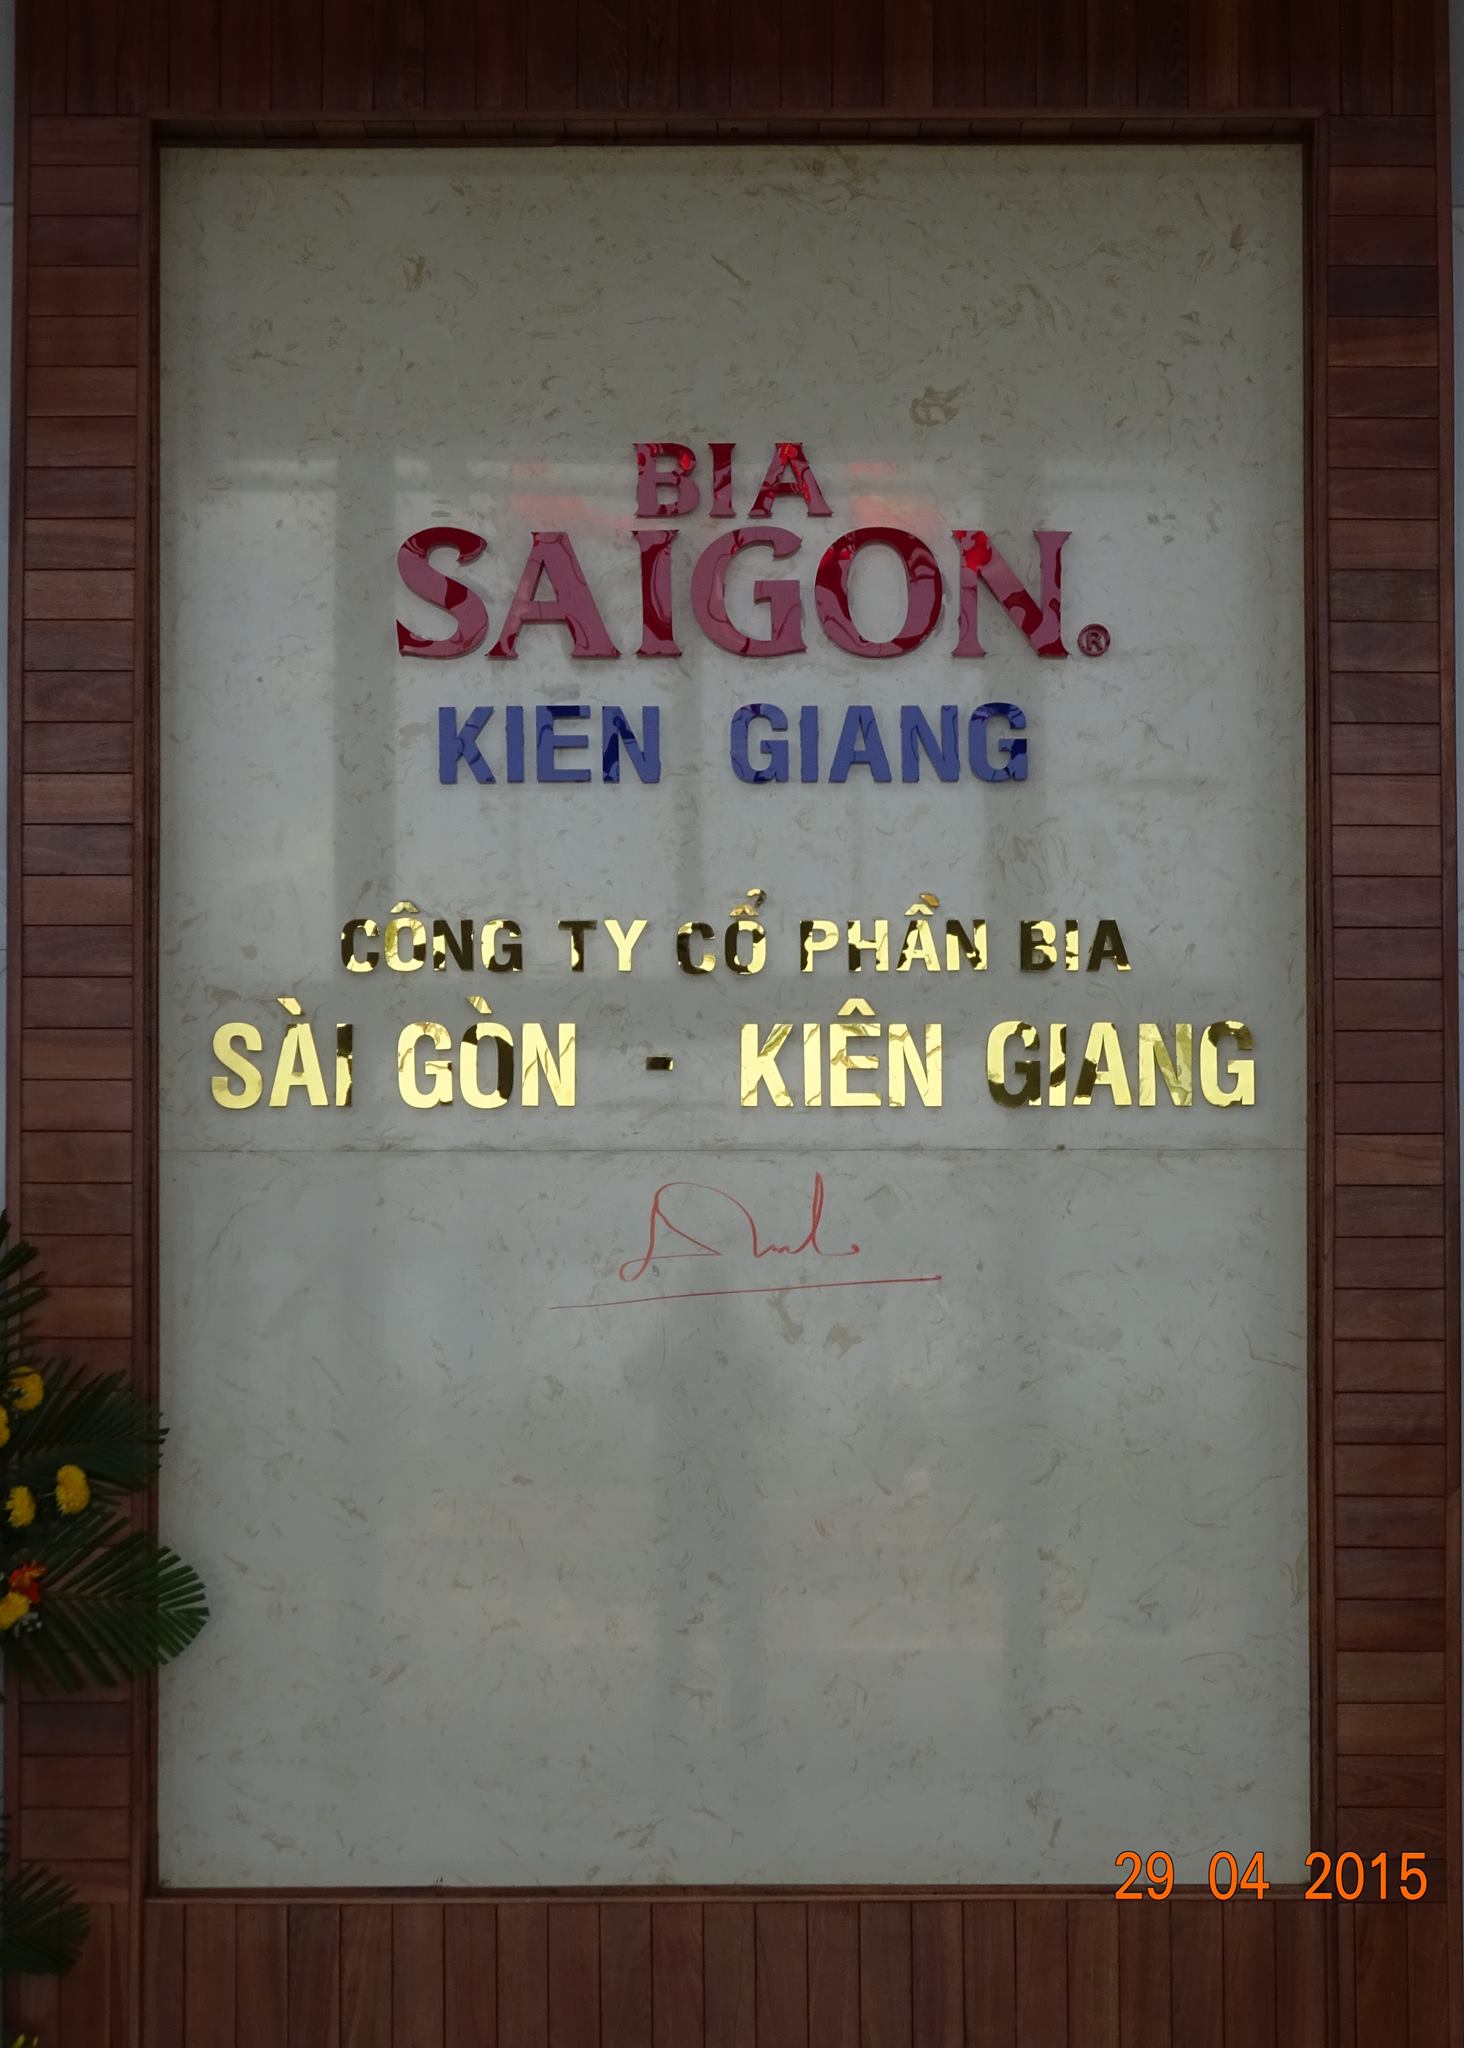 BIA
SAIGON®
KIEN GIANG
CÔNG TY CỔ PHẦN BIA
SÀI GÒN - KIÊN GIANG
29 04 2015